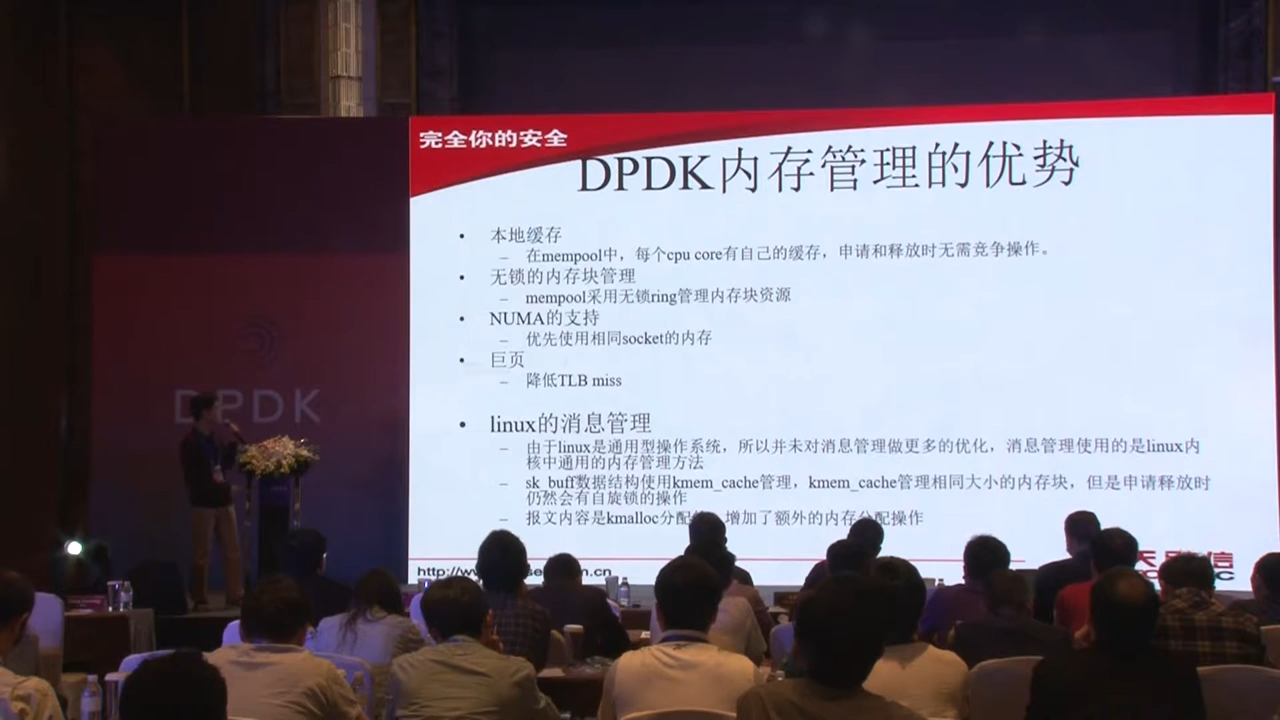 完全你的安全
DPDK内存管理的优势
• 本地缓存
– 在mempool中，每个cpu core有自己的缓存，申请和释放时无需竞争操作。
• 无锁的内存块管理
– mempool采用无锁ring管理内存块资源
• NUMA的支持
– 优先使用相同socket的内存
• 巨页
– 降低TLB miss
• linux的消息管理
– 由于linux是通用型操作系统，所以并未对消息管理做更多的优化，消息管理使用的是linux内
核中通用的内存管理方法
– sk_buff数据结构使用kmem_cache管理，kmem_cache管理相同大小的内存块，但是申请释放时
仍然会有自旋锁的操作
– 报文内容是kmalloc分配 增加了额外的内存分配操作
DPDK